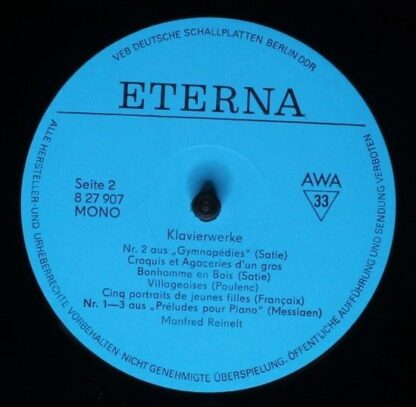 VEB DEUTSCHE SCHALLPLATTEN BERLIN DDR
ETERNA
Seite 2
8 27 907
MONO
AWA
33
Klavierwerke
Nr. 2 aus „Gymnopédies" (Satie)
Croquis et Agaceries d'un gros
Bonhomme en Bois (Satie)
Villageoises (Poulenc)
Cinq portraits de jeunes filles (Françaix)
Nr. 1—3 aus „Préludes pour Piano" (Messiaen)
Manfred Reinelt
ALLE HERSTELLER-UND URHEBERRECHTE VORBEHALTEN. NICHT GENEHMIGTE ÜBERSPIELUNG, ÖFFENTLICHE AUFFÜHRUNG UND SENDUNG VERBOTEN